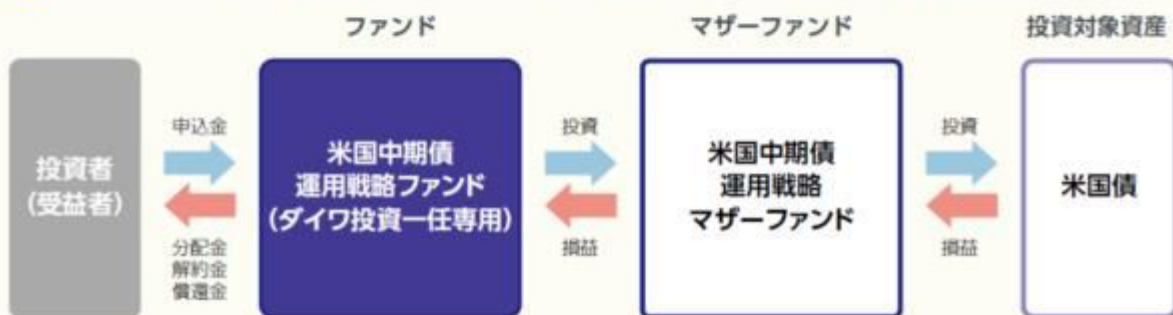 ファンド
マザーファンド
投資対象資産
投資者
(受益者)
申込金
分配金
解約金
償還金
米国中期債
運用戦略ファンド
(ダイワ投資一任専用)
投資
損益
米国中期債
運用戦略
マザーファンド
投資
損益
米国債